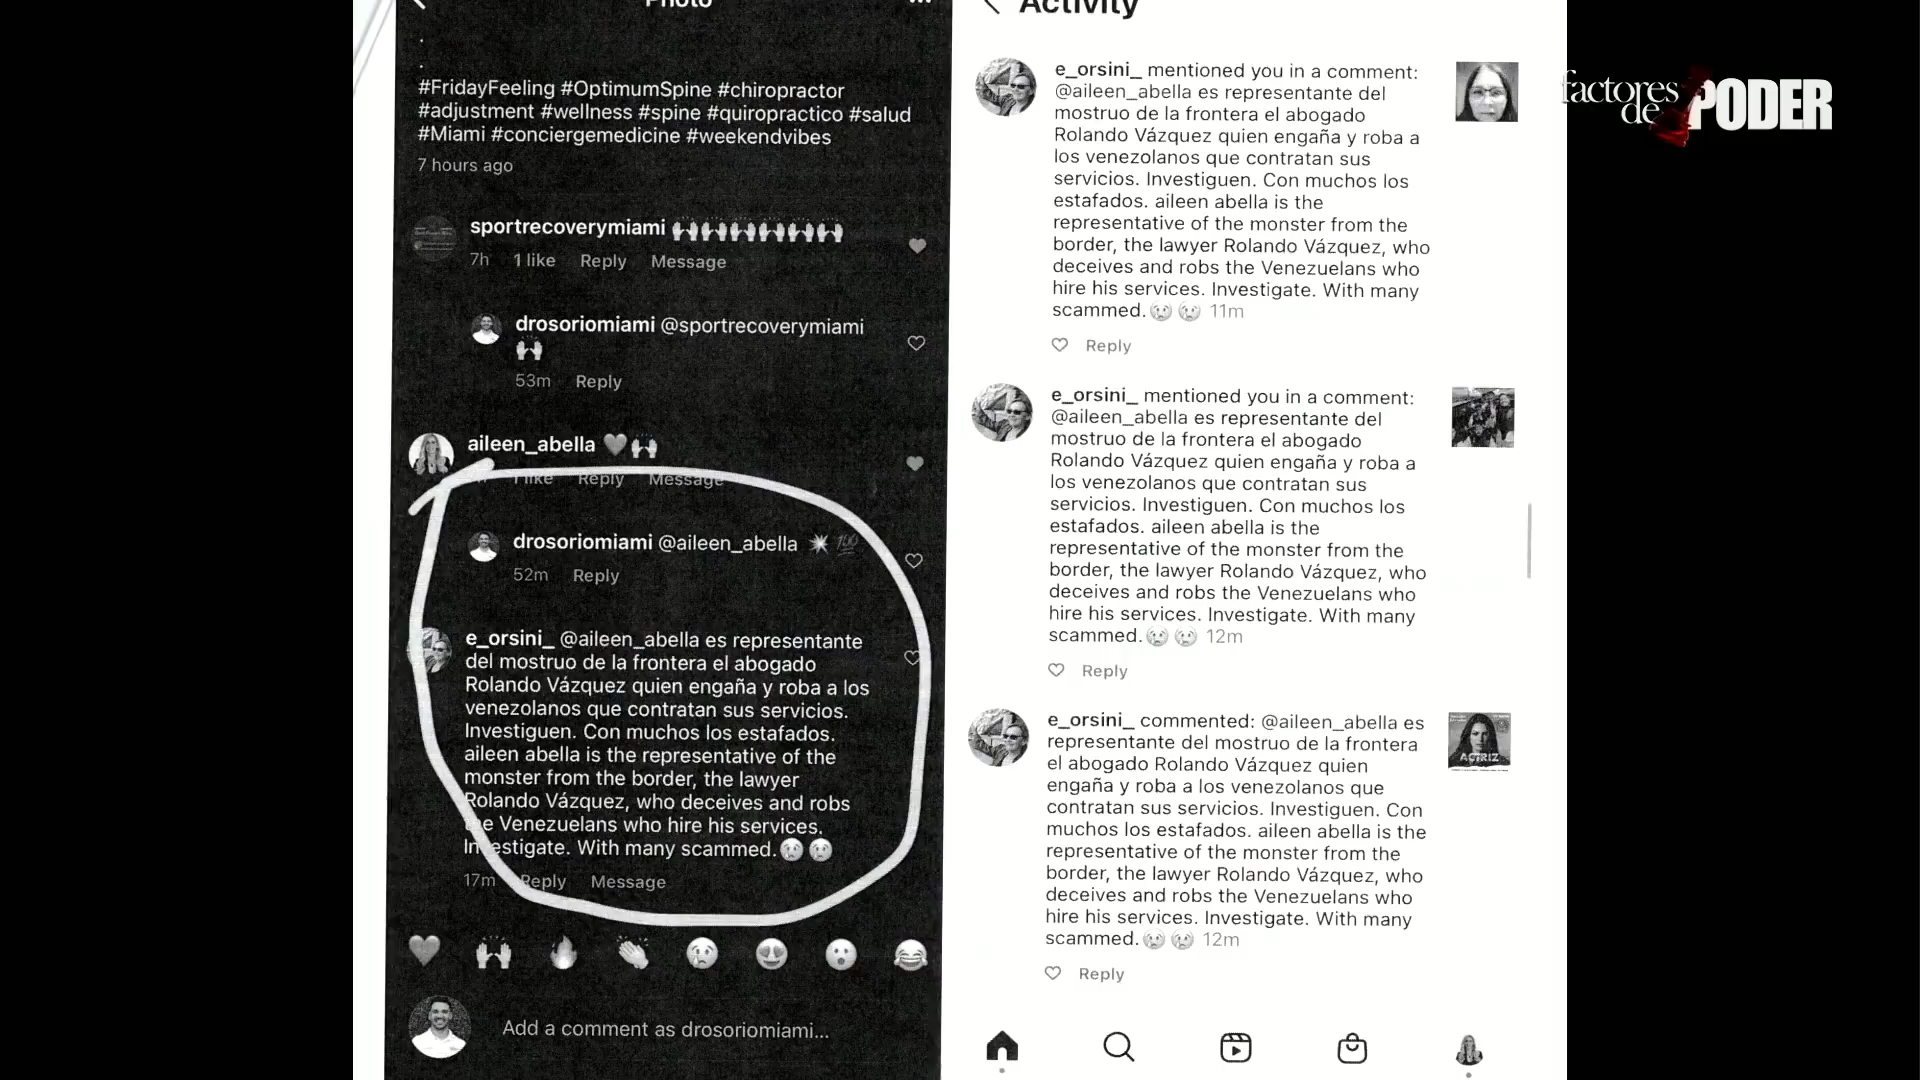 Photo
...
.
.
#FridayFeeling #OptimumSpine #chiropractor
#adjustment #wellness #spine #quiropractico #salud
#Miami #conciergemedicine #weekendvibes
7 hours ago
sportrecoverymiami 🙌🙌🙌🙌🙌🙌
7h 1 like Reply Message
drosoriomiami @sportrecoverymiami
🙌
53m Reply
aileen_abella ❤️🙌
1 like Reply Message
drosoriomiami @aileen_abella 💥💯
52m Reply
e_orsini_ @aileen_abella es representante
del mostruo de la frontera el abogado
Rolando Vázquez quien engaña y roba a los
venezolanos que contratan sus servicios.
Investiguen. Con muchos los estafados.
aileen abella is the representative of the
monster from the border, the lawyer
Rolando Vázquez, who deceives and robs
the Venezuelans who hire his services.
Investigate. With many scammed.😢😢
17m Reply Message
❤️🙌🔥👏😢😍😮😂
Add a comment as drosoriomiami...
Activity
e_orsini_ mentioned you in a comment:
@aileen_abella es representante del
mostruo de la frontera el abogado
Rolando Vázquez quien engaña y roba a
los venezolanos que contratan sus
servicios. Investiguen. Con muchos los
estafados. aileen abella is the
representative of the monster from the
border, the lawyer Rolando Vázquez, who
deceives and robs the Venezuelans who
hire his services. Investigate. With many
scammed.😢😢 11m
Reply
e_orsini_ mentioned you in a comment:
@aileen_abella es representante del
mostruo de la frontera el abogado
Rolando Vázquez quien engaña y roba a
los venezolanos que contratan sus
servicios. Investiguen. Con muchos los
estafados. aileen abella is the
representative of the monster from the
border, the lawyer Rolando Vázquez, who
deceives and robs the Venezuelans who
hire his services. Investigate. With many
scammed.😢😢 12m
Reply
e_orsini_ commented: @aileen_abella es
representante del mostruo de la frontera
el abogado Rolando Vázquez quien
engaña y roba a los venezolanos que
contratan sus servicios. Investiguen. Con
muchos los estafados. aileen abella is the
representative of the monster from the
border, the lawyer Rolando Vázquez, who
deceives and robs the Venezuelans who
hire his services. Investigate. With many
scammed.😢😢 12m
Reply
ACTRIZ
factores
de PODER